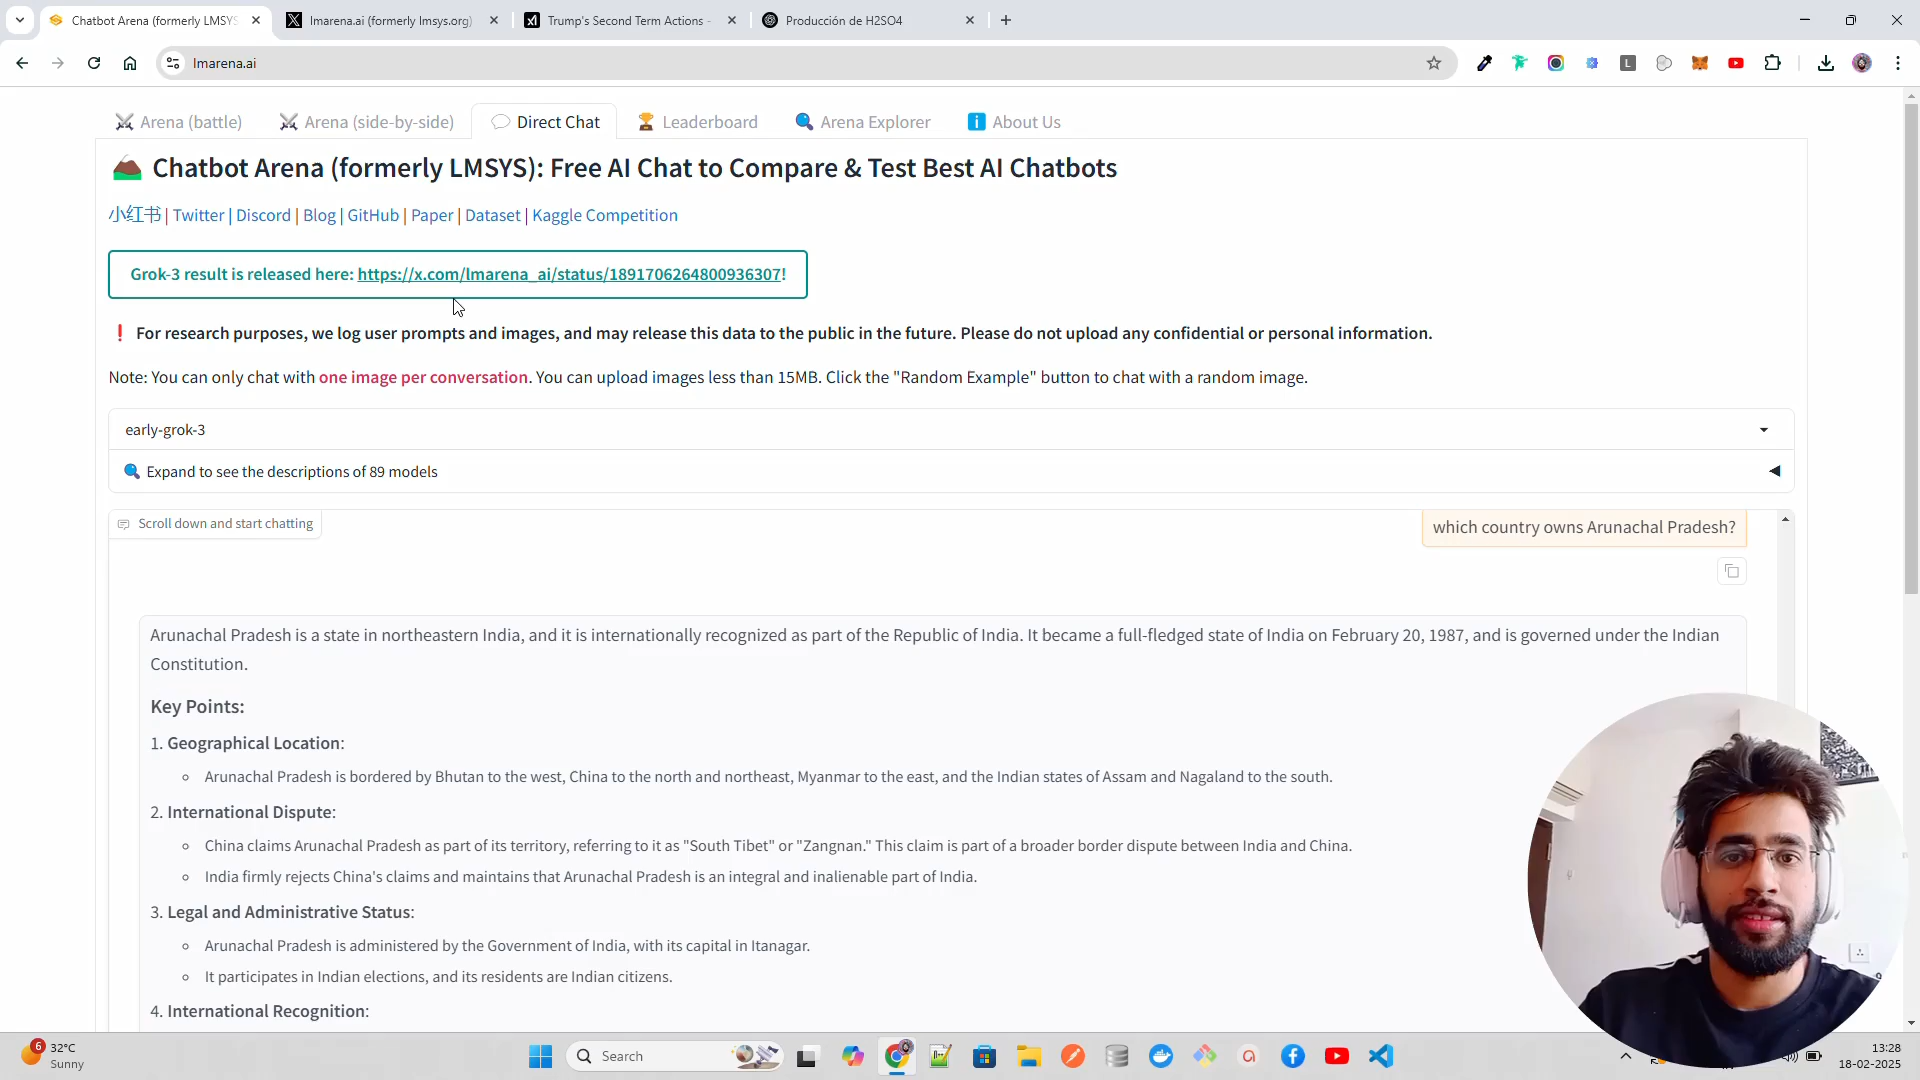 Chatbot Arena (formerly LMSYS
lmarena.ai (formerly lmsys.org)
Trump's Second Term Actions -
Producción de H2SO4
lmarena.ai
Arena (battle)
Arena (side-by-side)
Direct Chat
Leaderboard
Arena Explorer
About Us
Chatbot Arena (formerly LMSYS): Free AI Chat to Compare & Test Best AI Chatbots
小红书 | Twitter | Discord | Blog | GitHub | Paper | Dataset | Kaggle Competition
Grok-3 result is released here: https://x.com/lmarena_ai/status/1891706264800936307!
For research purposes, we log user prompts and images, and may release this data to the public in the future. Please do not upload any confidential or personal information.
Note: You can only chat with one image per conversation. You can upload images less than 15MB. Click the "Random Example" button to chat with a random image.
early-grok-3
Expand to see the descriptions of 89 models
Scroll down and start chatting
which country owns Arunachal Pradesh?
Arunachal Pradesh is a state in northeastern India, and it is internationally recognized as part of the Republic of India. It became a full-fledged state of India on February 20, 1987, and is governed under the Indian
Constitution.
Key Points:
1. Geographical Location:
Arunachal Pradesh is bordered by Bhutan to the west, China to the north and northeast, Myanmar to the east, and the Indian states of Assam and Nagaland to the south.
2. International Dispute:
China claims Arunachal Pradesh as part of its territory, referring to it as "South Tibet" or "Zangnan." This claim is part of a broader border dispute between India and China.
India firmly rejects China's claims and maintains that Arunachal Pradesh is an integral and inalienable part of India.
3. Legal and Administrative Status:
Arunachal Pradesh is administered by the Government of India, with its capital in Itanagar.
It participates in Indian elections, and its residents are Indian citizens.
4. International Recognition:
6
32°C
Sunny
Search
13:28
18-02-2025